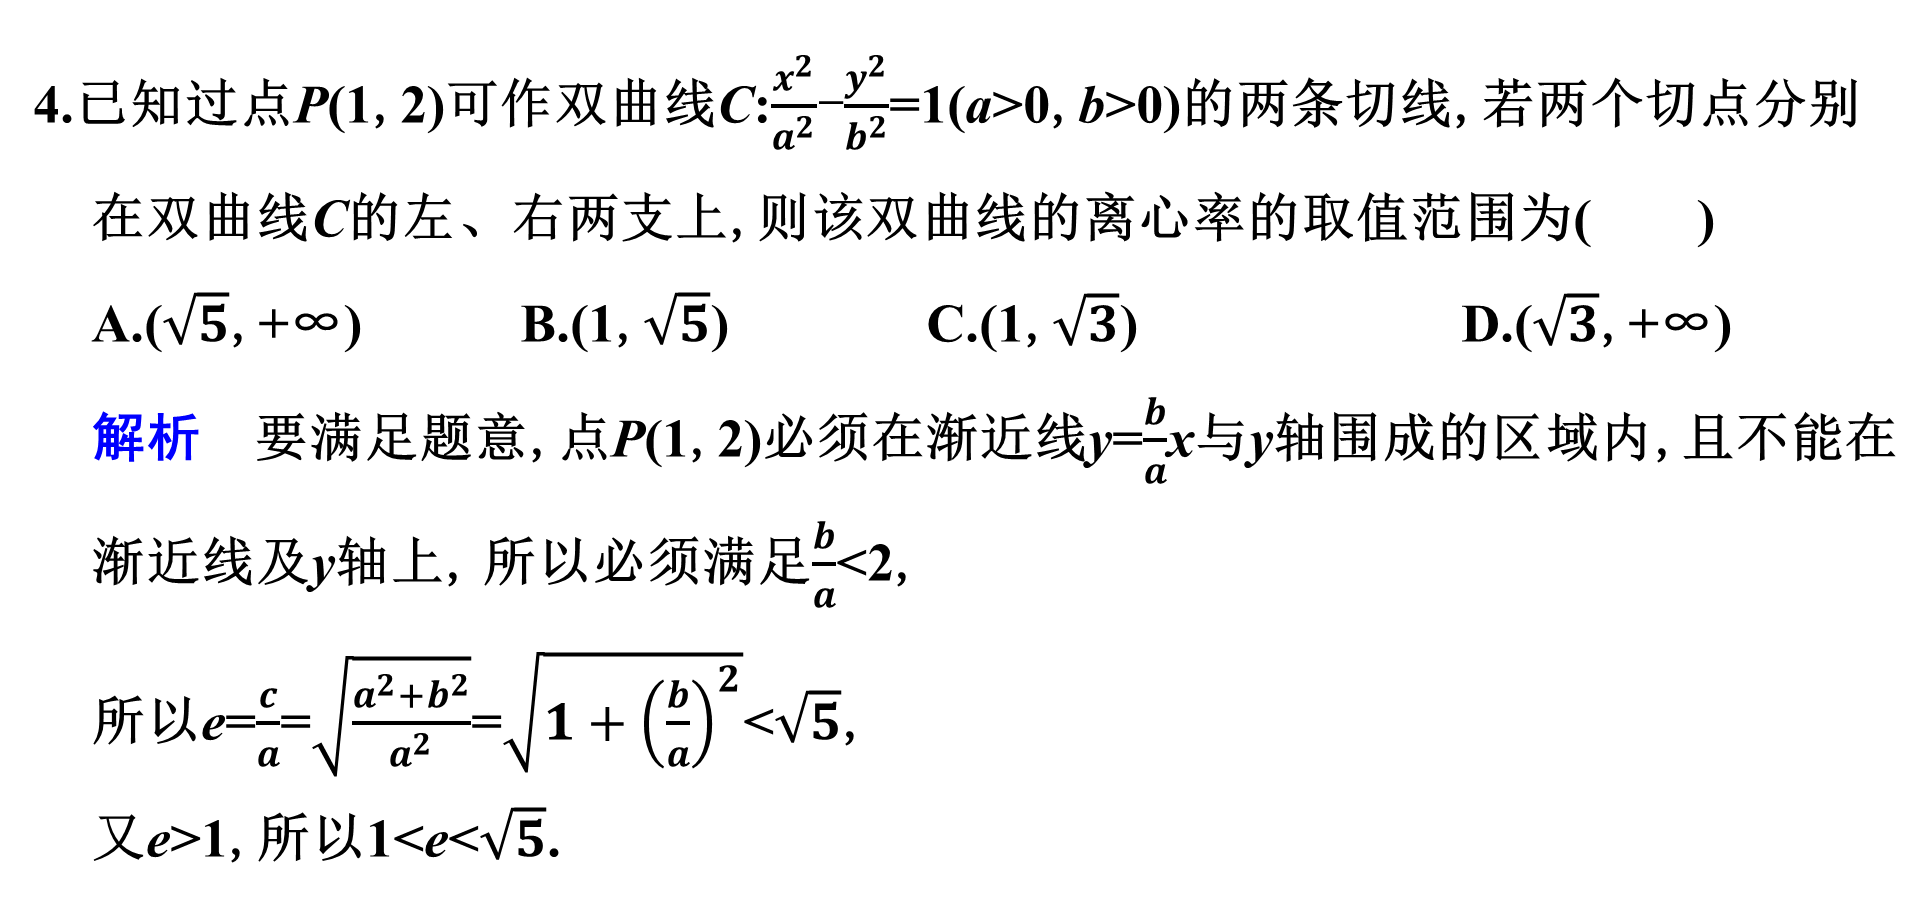 4.已知过点P(1, 2)可作双曲线C:x²/a²−y²/b²=1(a>0, b>0)的两条切线, 若两个切点分别
在双曲线C的左、右两支上, 则该双曲线的离心率的取值范围为(  )
A.(√5, +∞) B.(1, √5) C.(1, √3) D.(√3, +∞)
解析 要满足题意, 点P(1, 2)必须在渐近线y=b/a x与y轴围成的区域内, 且不能在
渐近线及y轴上, 所以必须满足b/a<2,
所以e=c/a=√((a²+b²)/a²)=√(1+(b/a)²)<√5,
又e>1, 所以1<e<√5.